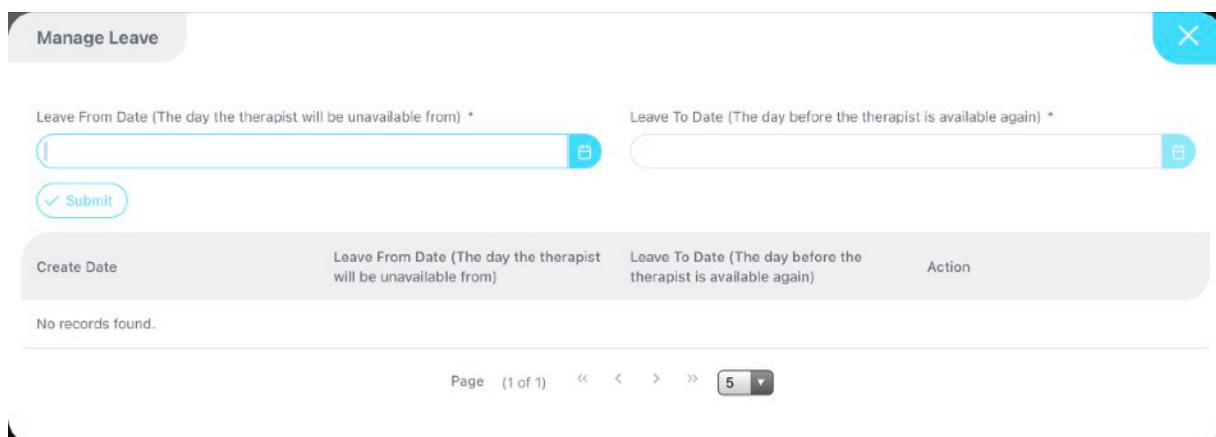 Manage Leave
Leave From Date (The day the therapist will be unavailable from) *
Leave To Date (The day before the therapist is available again) *
Submit
Create Date
Leave From Date (The day the therapist
will be unavailable from)
Leave To Date (The day before the
therapist is available again)
Action
No records found.
Page (1 of 1) 5